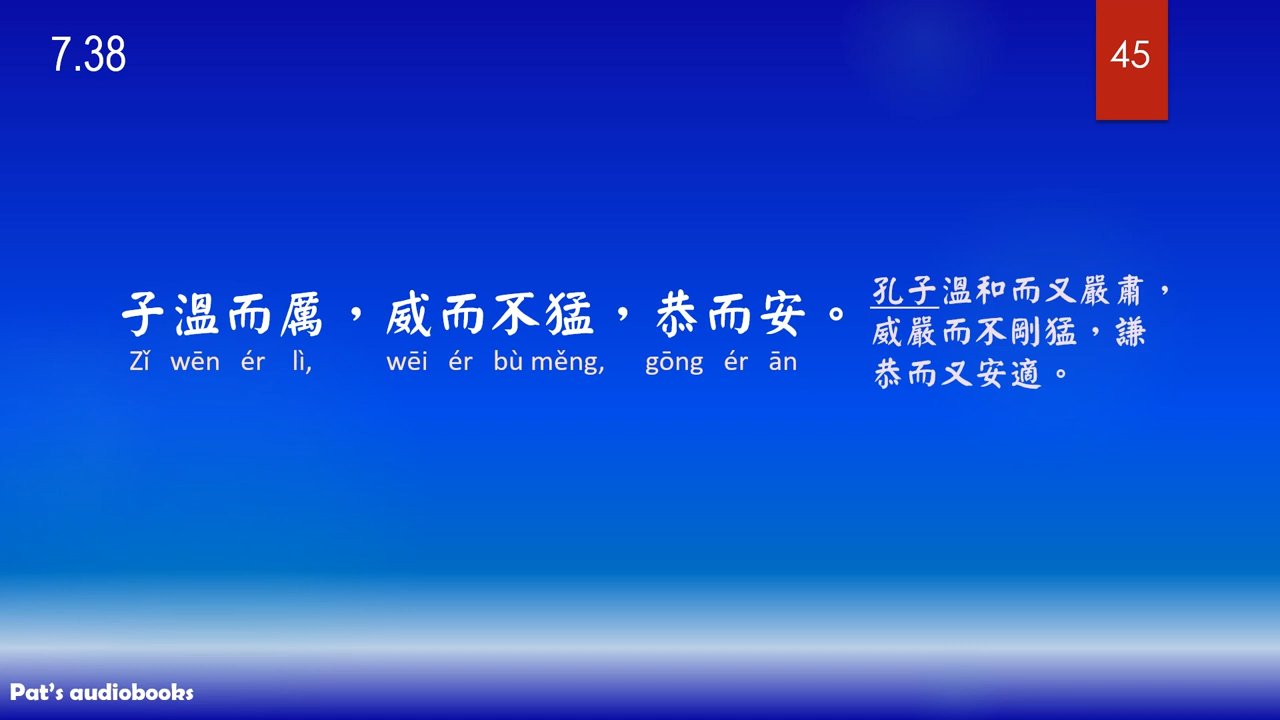 7.38
45
子溫而厲，威而不猛，恭而安。
Zǐ wēn ér lì, wēi ér bù měng, gōng ér ān
孔子溫和而又嚴肅，
威嚴而不剛猛，謙
恭而又安適。
Pat's audiobooks